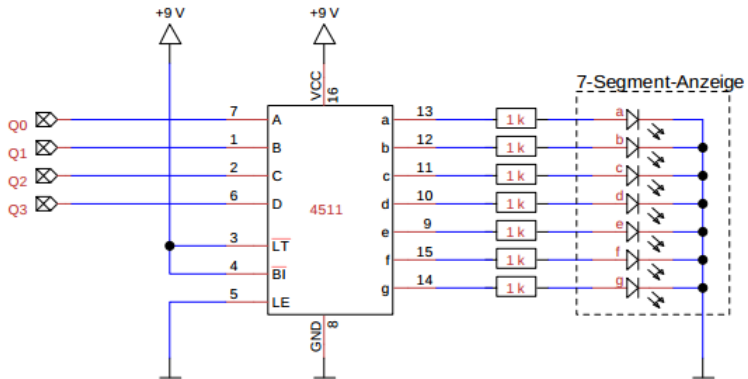 +9 V
+9 V
VCC
16
7-Segment-Anzeige
Q0
7
A
a
13
1 k
a
Q1
1
B
b
12
1 k
b
Q2
2
C
c
11
1 k
c
Q3
6
D
d
10
1 k
d
4511
e
9
1 k
e
3
LT
f
15
1 k
f
4
BI
g
14
1 k
g
5
LE
GND
8